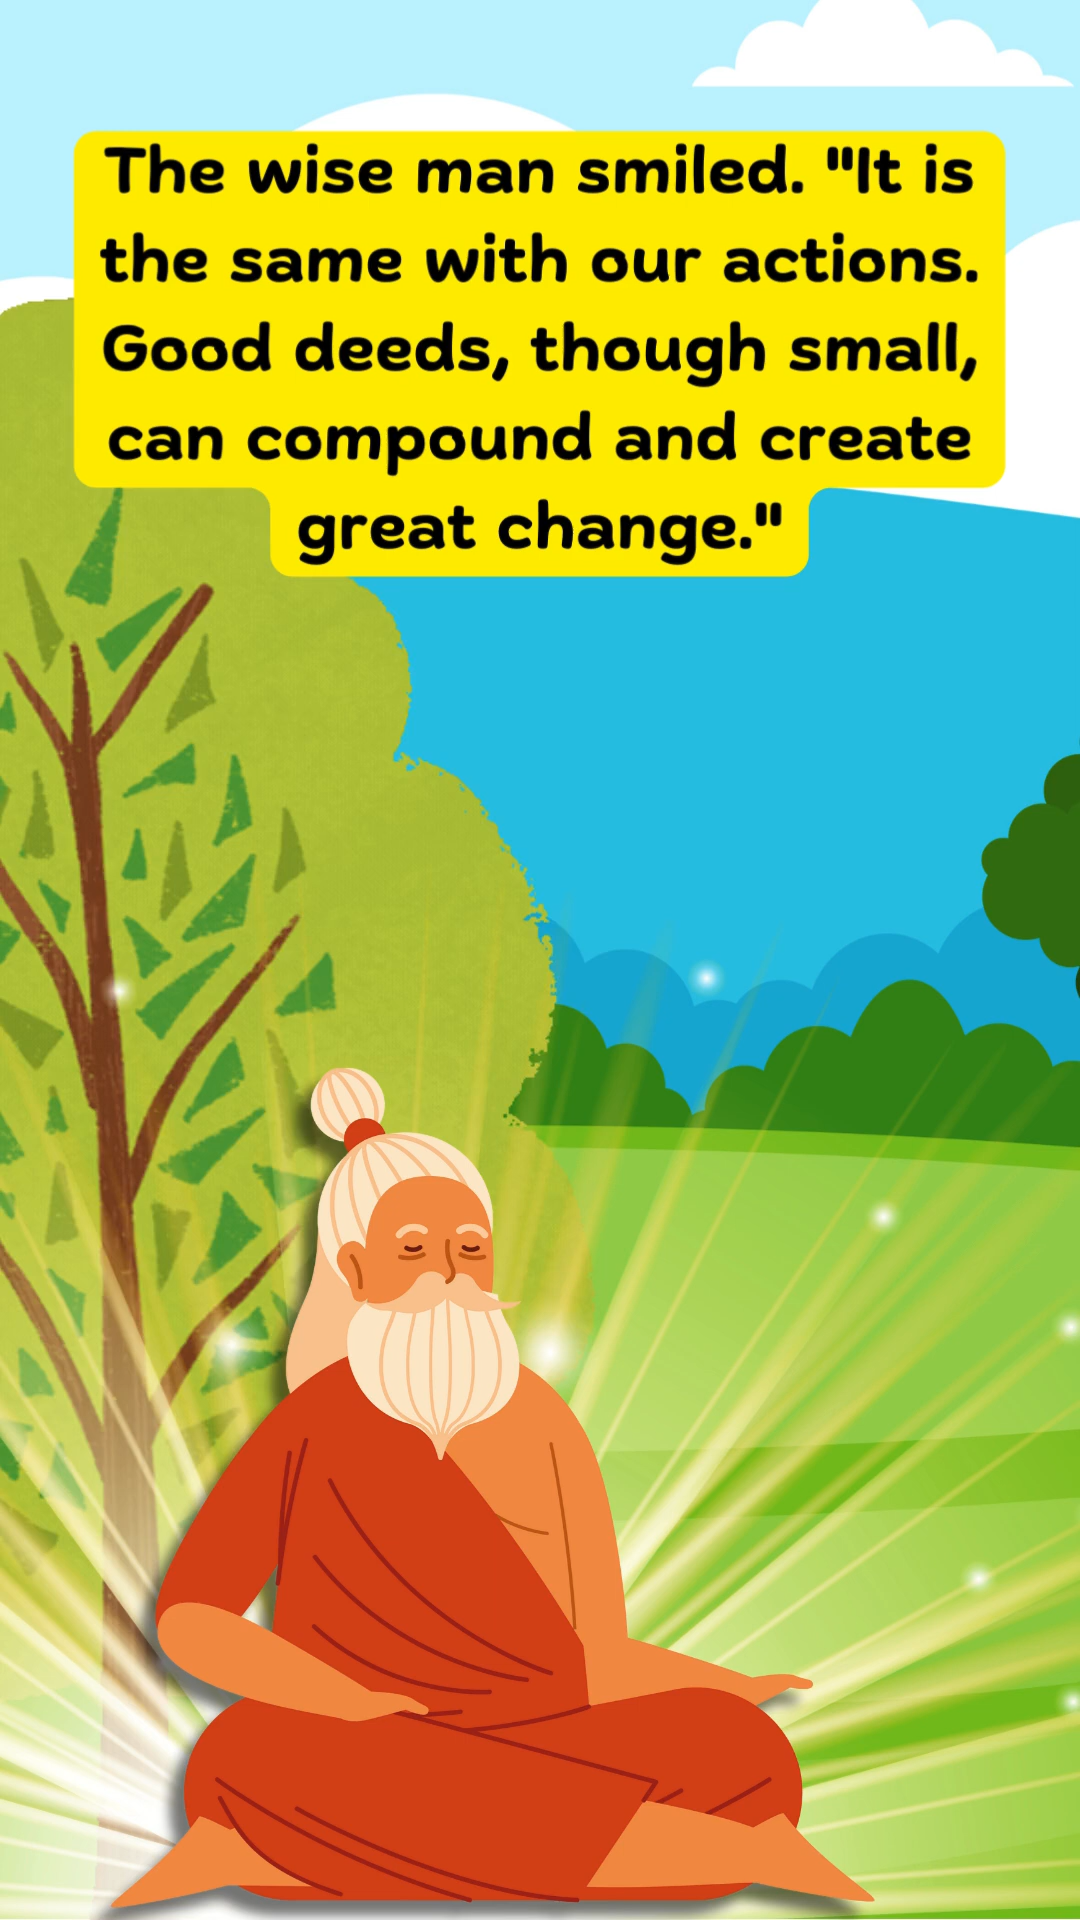 The wise man smiled. "It is
the same with our actions.
Good deeds, though small,
can compound and create
great change."